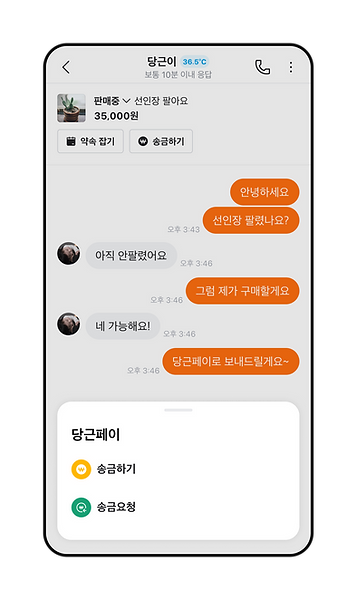 당근이 36.5℃
보통 10분 이내 응답
판매중 선인장 팔아요
35,000원
약속 잡기 송금하기
안녕하세요
선인장 팔렸나요?
오후 3:43
아직 안팔렸어요
오후 3:46
그럼 제가 구매할게요
오후 3:46
네 가능해요!
오후 3:46
당근페이로 보내드릴게요~
오후 3:46
당근페이
송금하기
송금요청